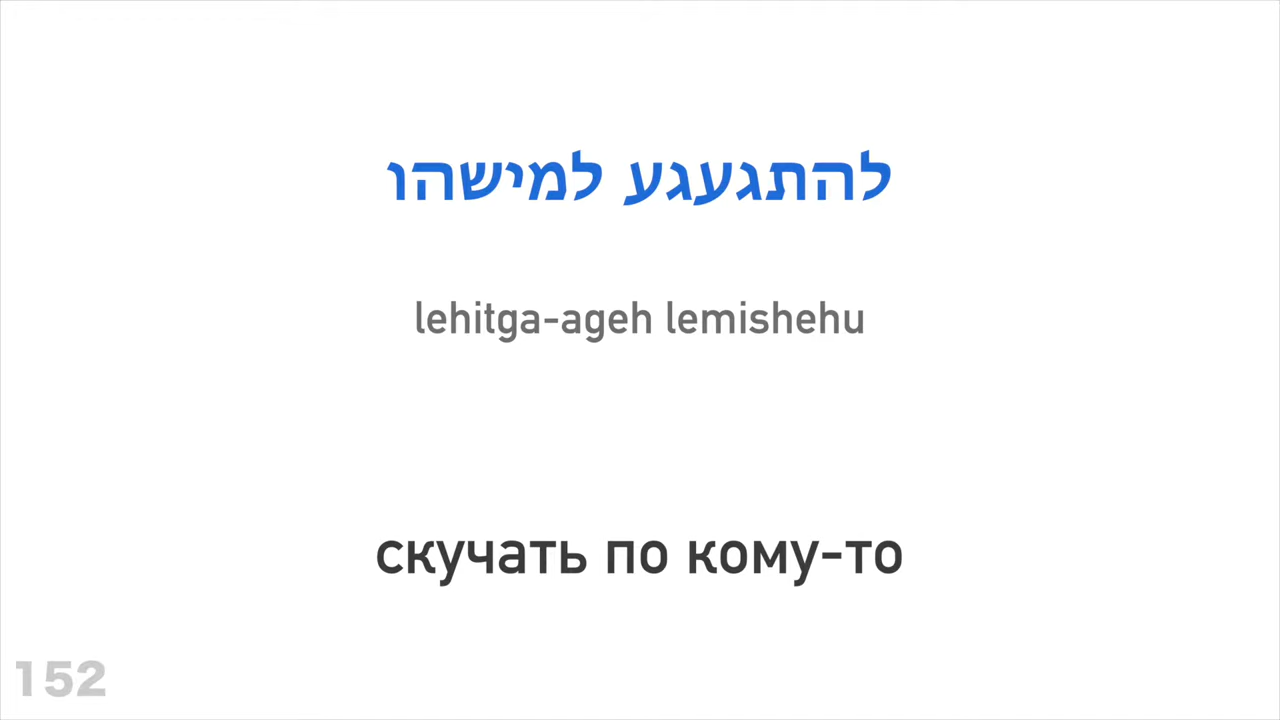 להתגעגע למישהו
lehitga-ageh lemishehu
скучать по кому-то
152